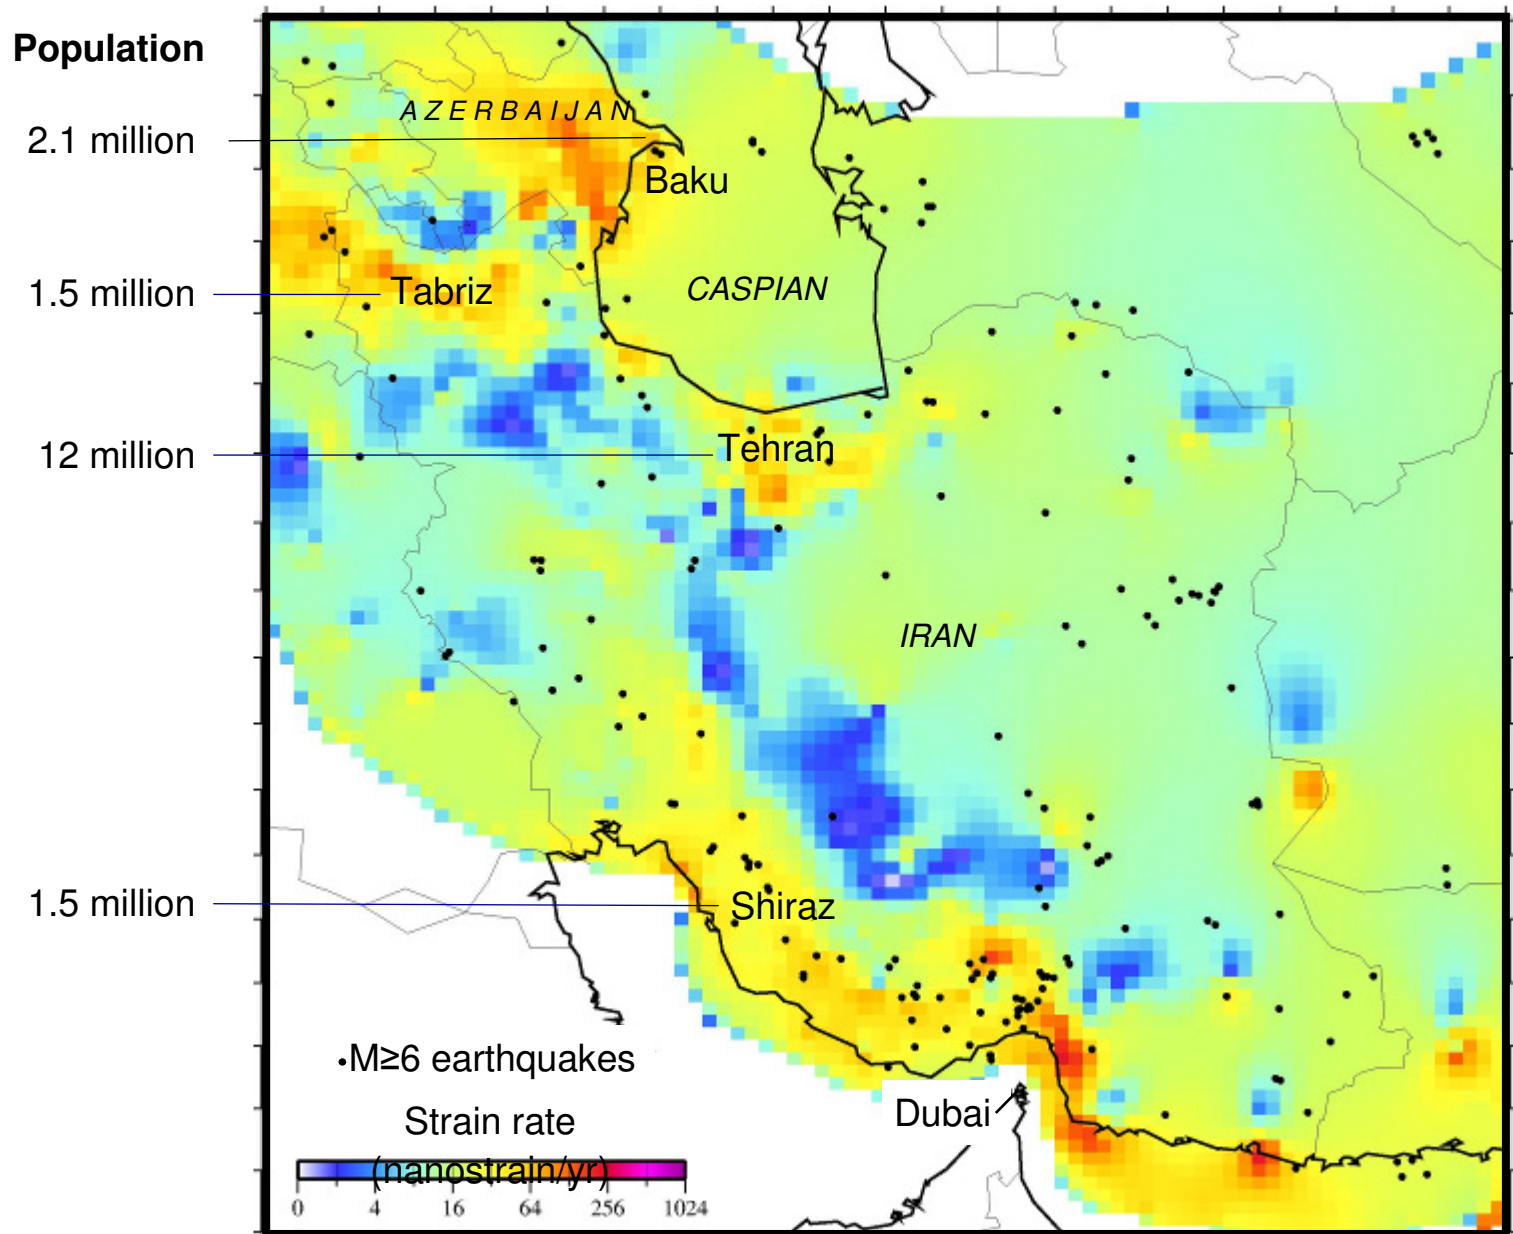 Population
AZERBAIJAN
2.1 million
Baku
1.5 million
Tabriz
CASPIAN
12 million
Tehran
IRAN
1.5 million
Shiraz
M≥6 earthquakes
Dubai
Strain rate
(nanostrain/yr)
0 4 16 64 256 1024